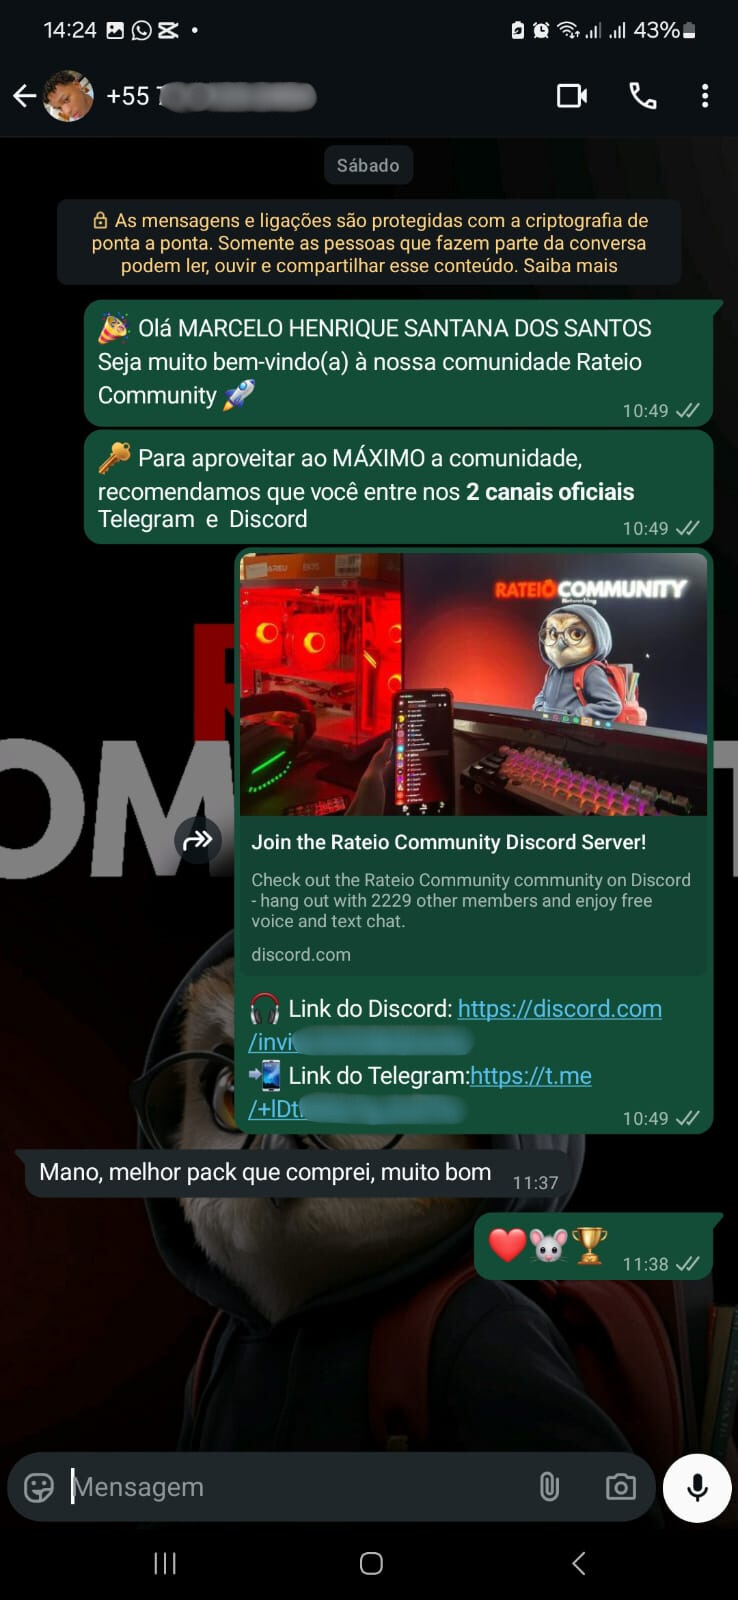 14:24
43%
+55
Sábado
As mensagens e ligações são protegidas com a criptografia de
ponta a ponta. Somente as pessoas que fazem parte da conversa
podem ler, ouvir e compartilhar esse conteúdo. Saiba mais
🎉 Olá MARCELO HENRIQUE SANTANA DOS SANTOS
Seja muito bem-vindo(a) à nossa comunidade Rateio
Community 🚀
10:49
🔑 Para aproveitar ao MÁXIMO a comunidade,
recomendamos que você entre nos 2 canais oficiais
Telegram e Discord
10:49
RATEIO COMMUNITY
Networking
Join the Rateio Community Discord Server!
Check out the Rateio Community community on Discord
- hang out with 2229 other members and enjoy free
voice and text chat.
discord.com
🎧 Link do Discord: https://discord.com
/invi
📲 Link do Telegram:https://t.me
/+lDt
10:49
Mano, melhor pack que comprei, muito bom
11:37
❤️🐭🏆
11:38
OM
Mensagem